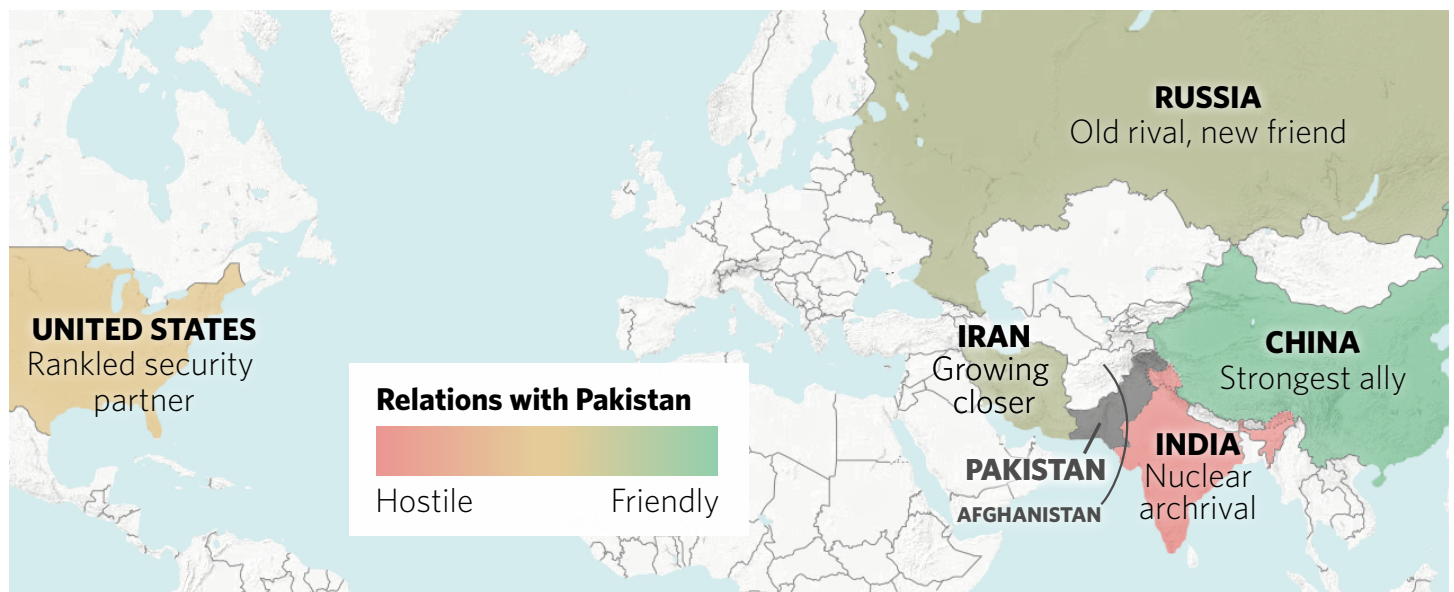 RUSSIA
Old rival, new friend
UNITED STATES
Rankled security
partner
IRAN
Growing
closer
CHINA
Strongest ally
Relations with Pakistan
Hostile
Friendly
PAKISTAN
AFGHANISTAN
INDIA
Nuclear
archrival